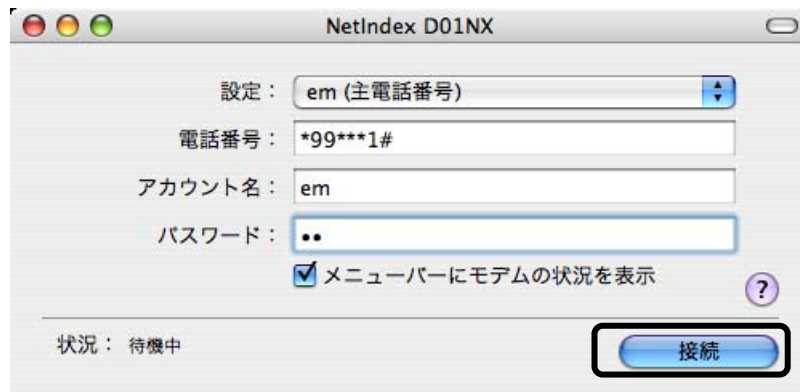 NetIndex D01NX
設定： em (主電話番号)
電話番号： *99***1#
アカウント名： em
パスワード： ••
メニューバーにモデムの状況を表示
?
状況： 待機中
接続